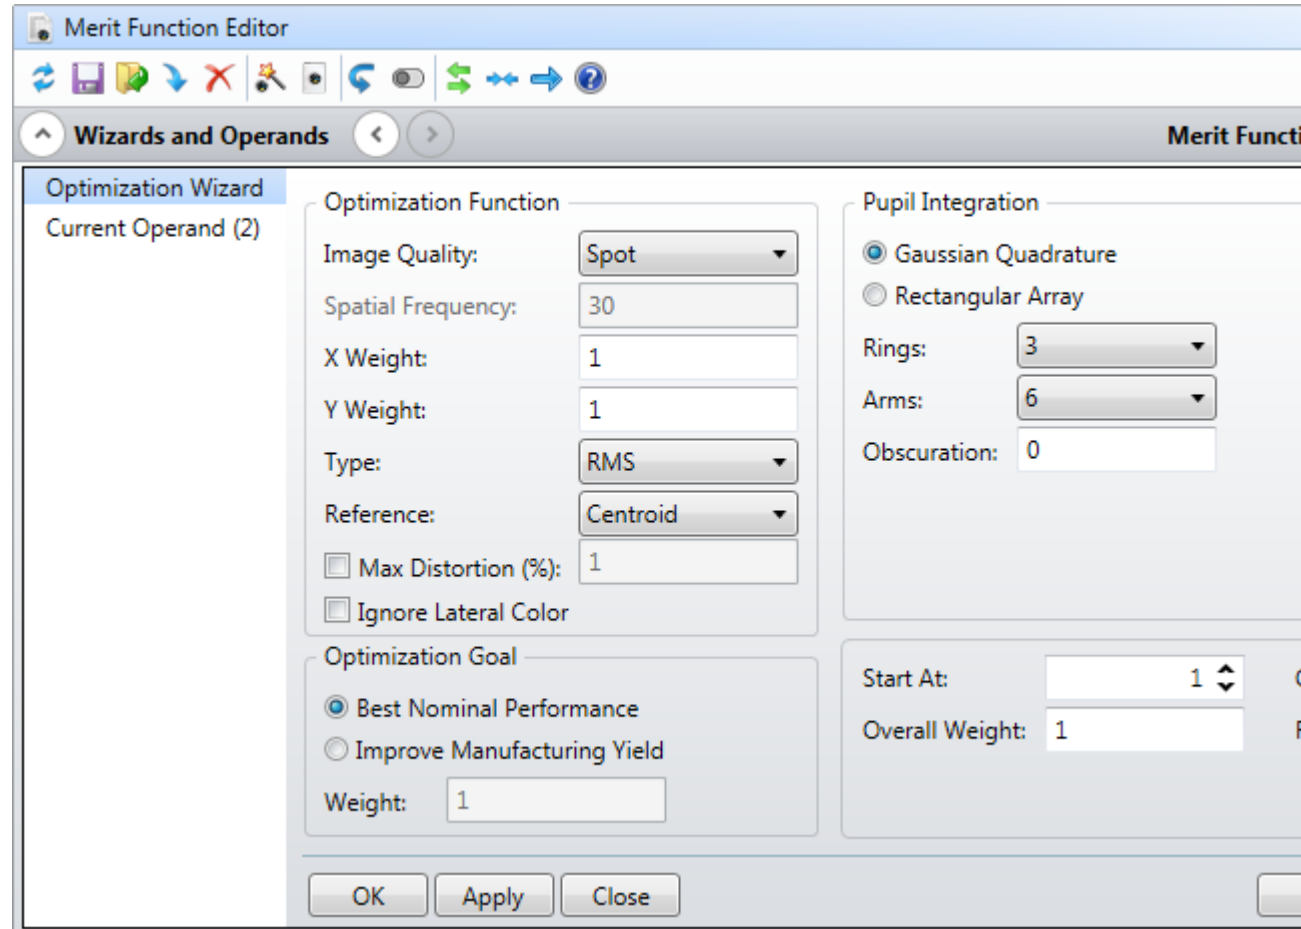 Merit Function Editor
Wizards and Operands
Merit Functi
Optimization Wizard
Current Operand (2)
Optimization Function
Image Quality: Spot
Spatial Frequency: 30
X Weight: 1
Y Weight: 1
Type: RMS
Reference: Centroid
Max Distortion (%): 1
Ignore Lateral Color
Optimization Goal
Best Nominal Performance
Improve Manufacturing Yield
Weight: 1
Pupil Integration
Gaussian Quadrature
Rectangular Array
Rings: 3
Arms: 6
Obscuration: 0
Start At: 1
Overall Weight: 1
OK Apply Close